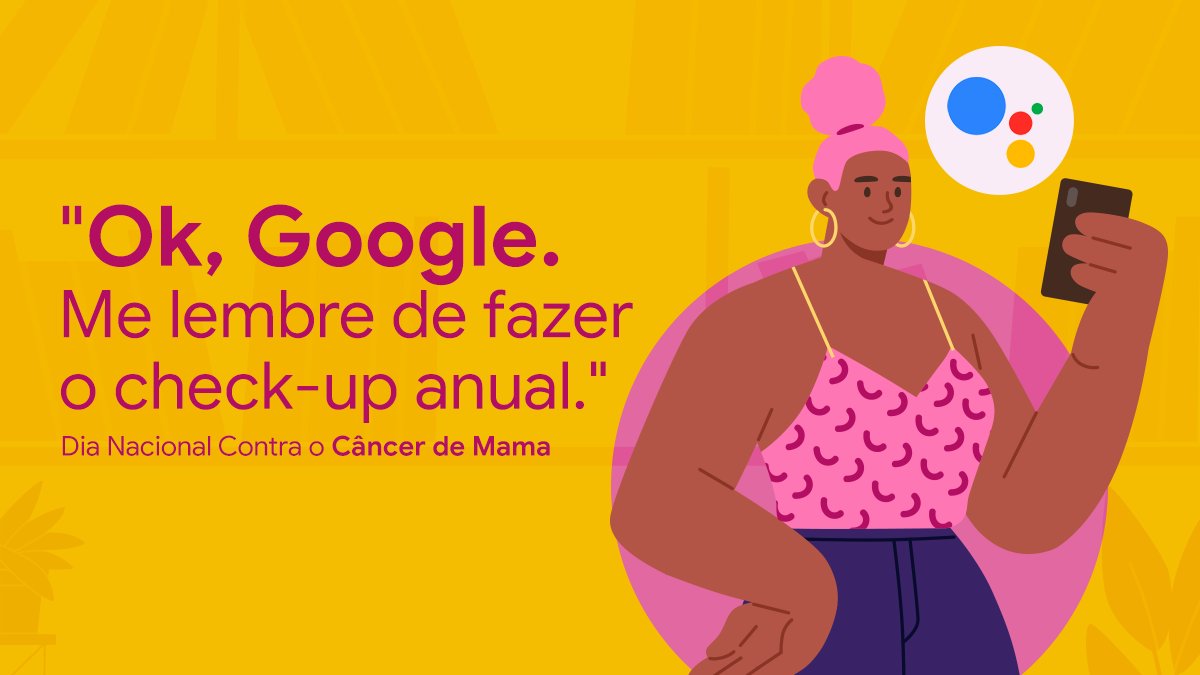 "Ok, Google.
Me lembre de fazer
o check-up anual."
Dia Nacional Contra o Câncer de Mama